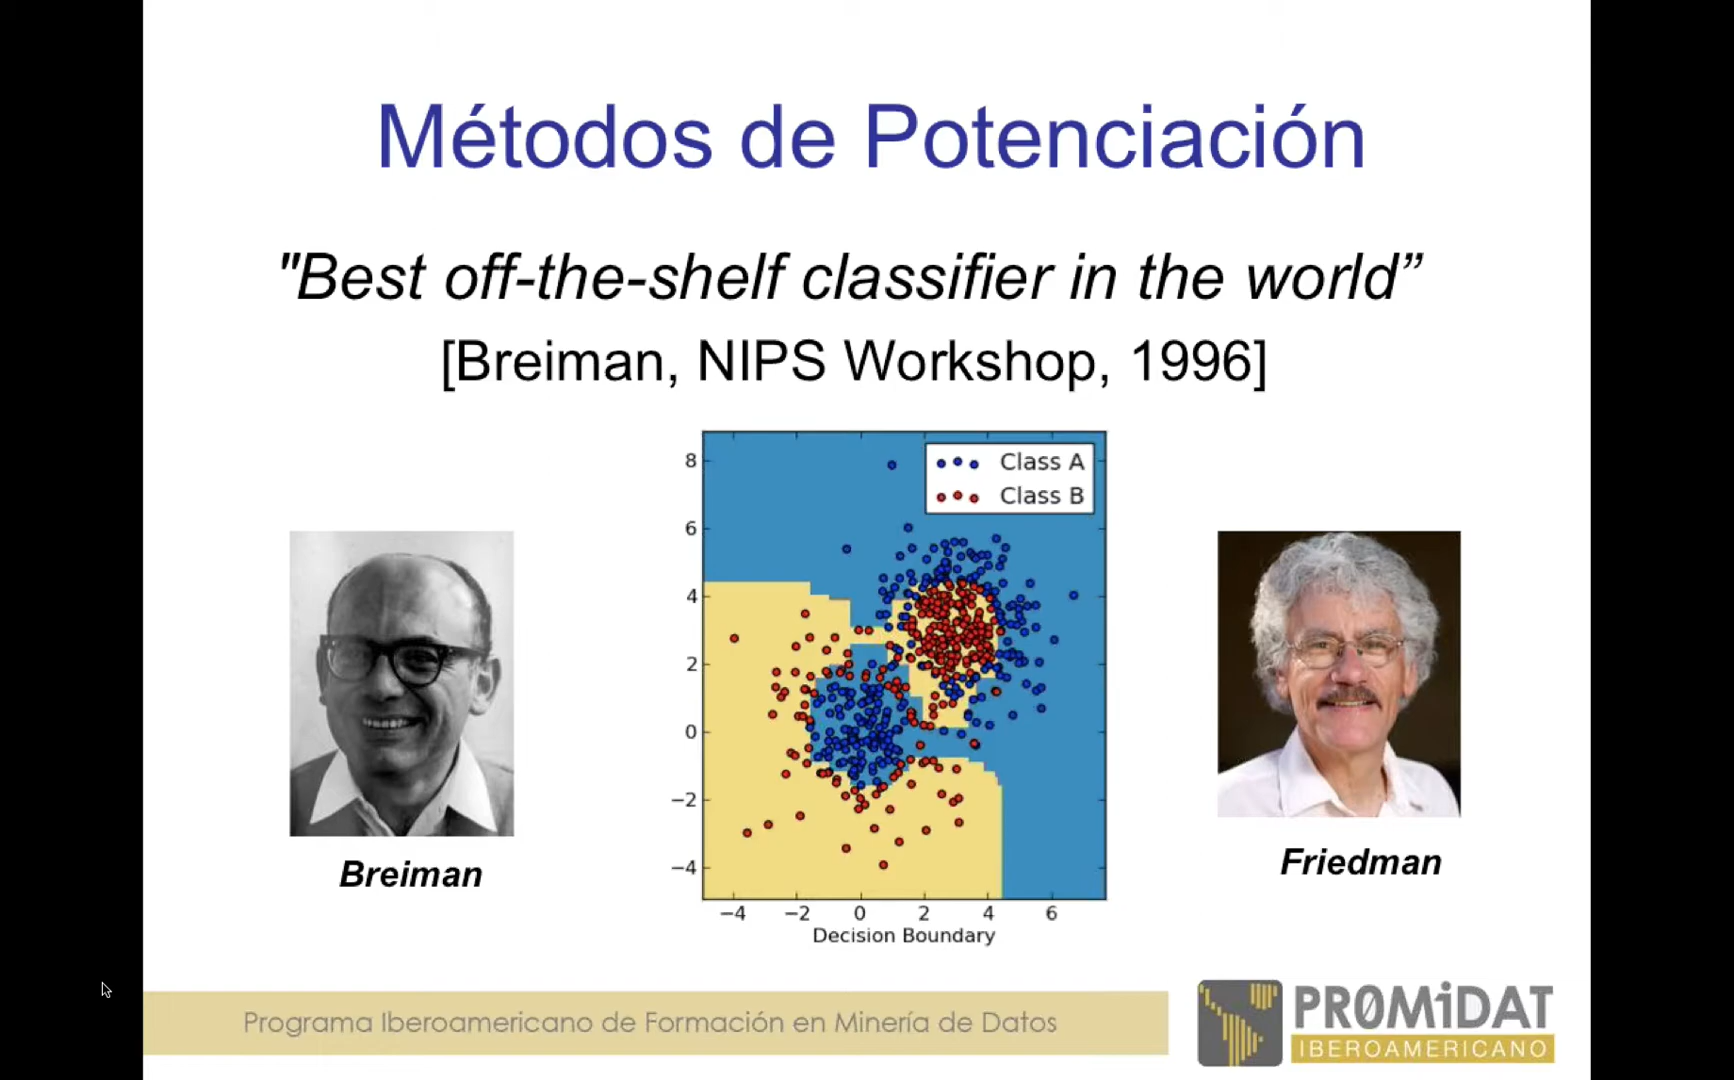 Métodos de Potenciación
"Best off-the-shelf classifier in the world”
[Breiman, NIPS Workshop, 1996]
8
6
4
2
0
−2
−4
Class A
Class B
−4 −2 0 2 4 6
Decision Boundary
Breiman
Friedman
Programa Iberoamericano de Formación en Minería de Datos
PR0MiDAT
IBEROAMERICANO